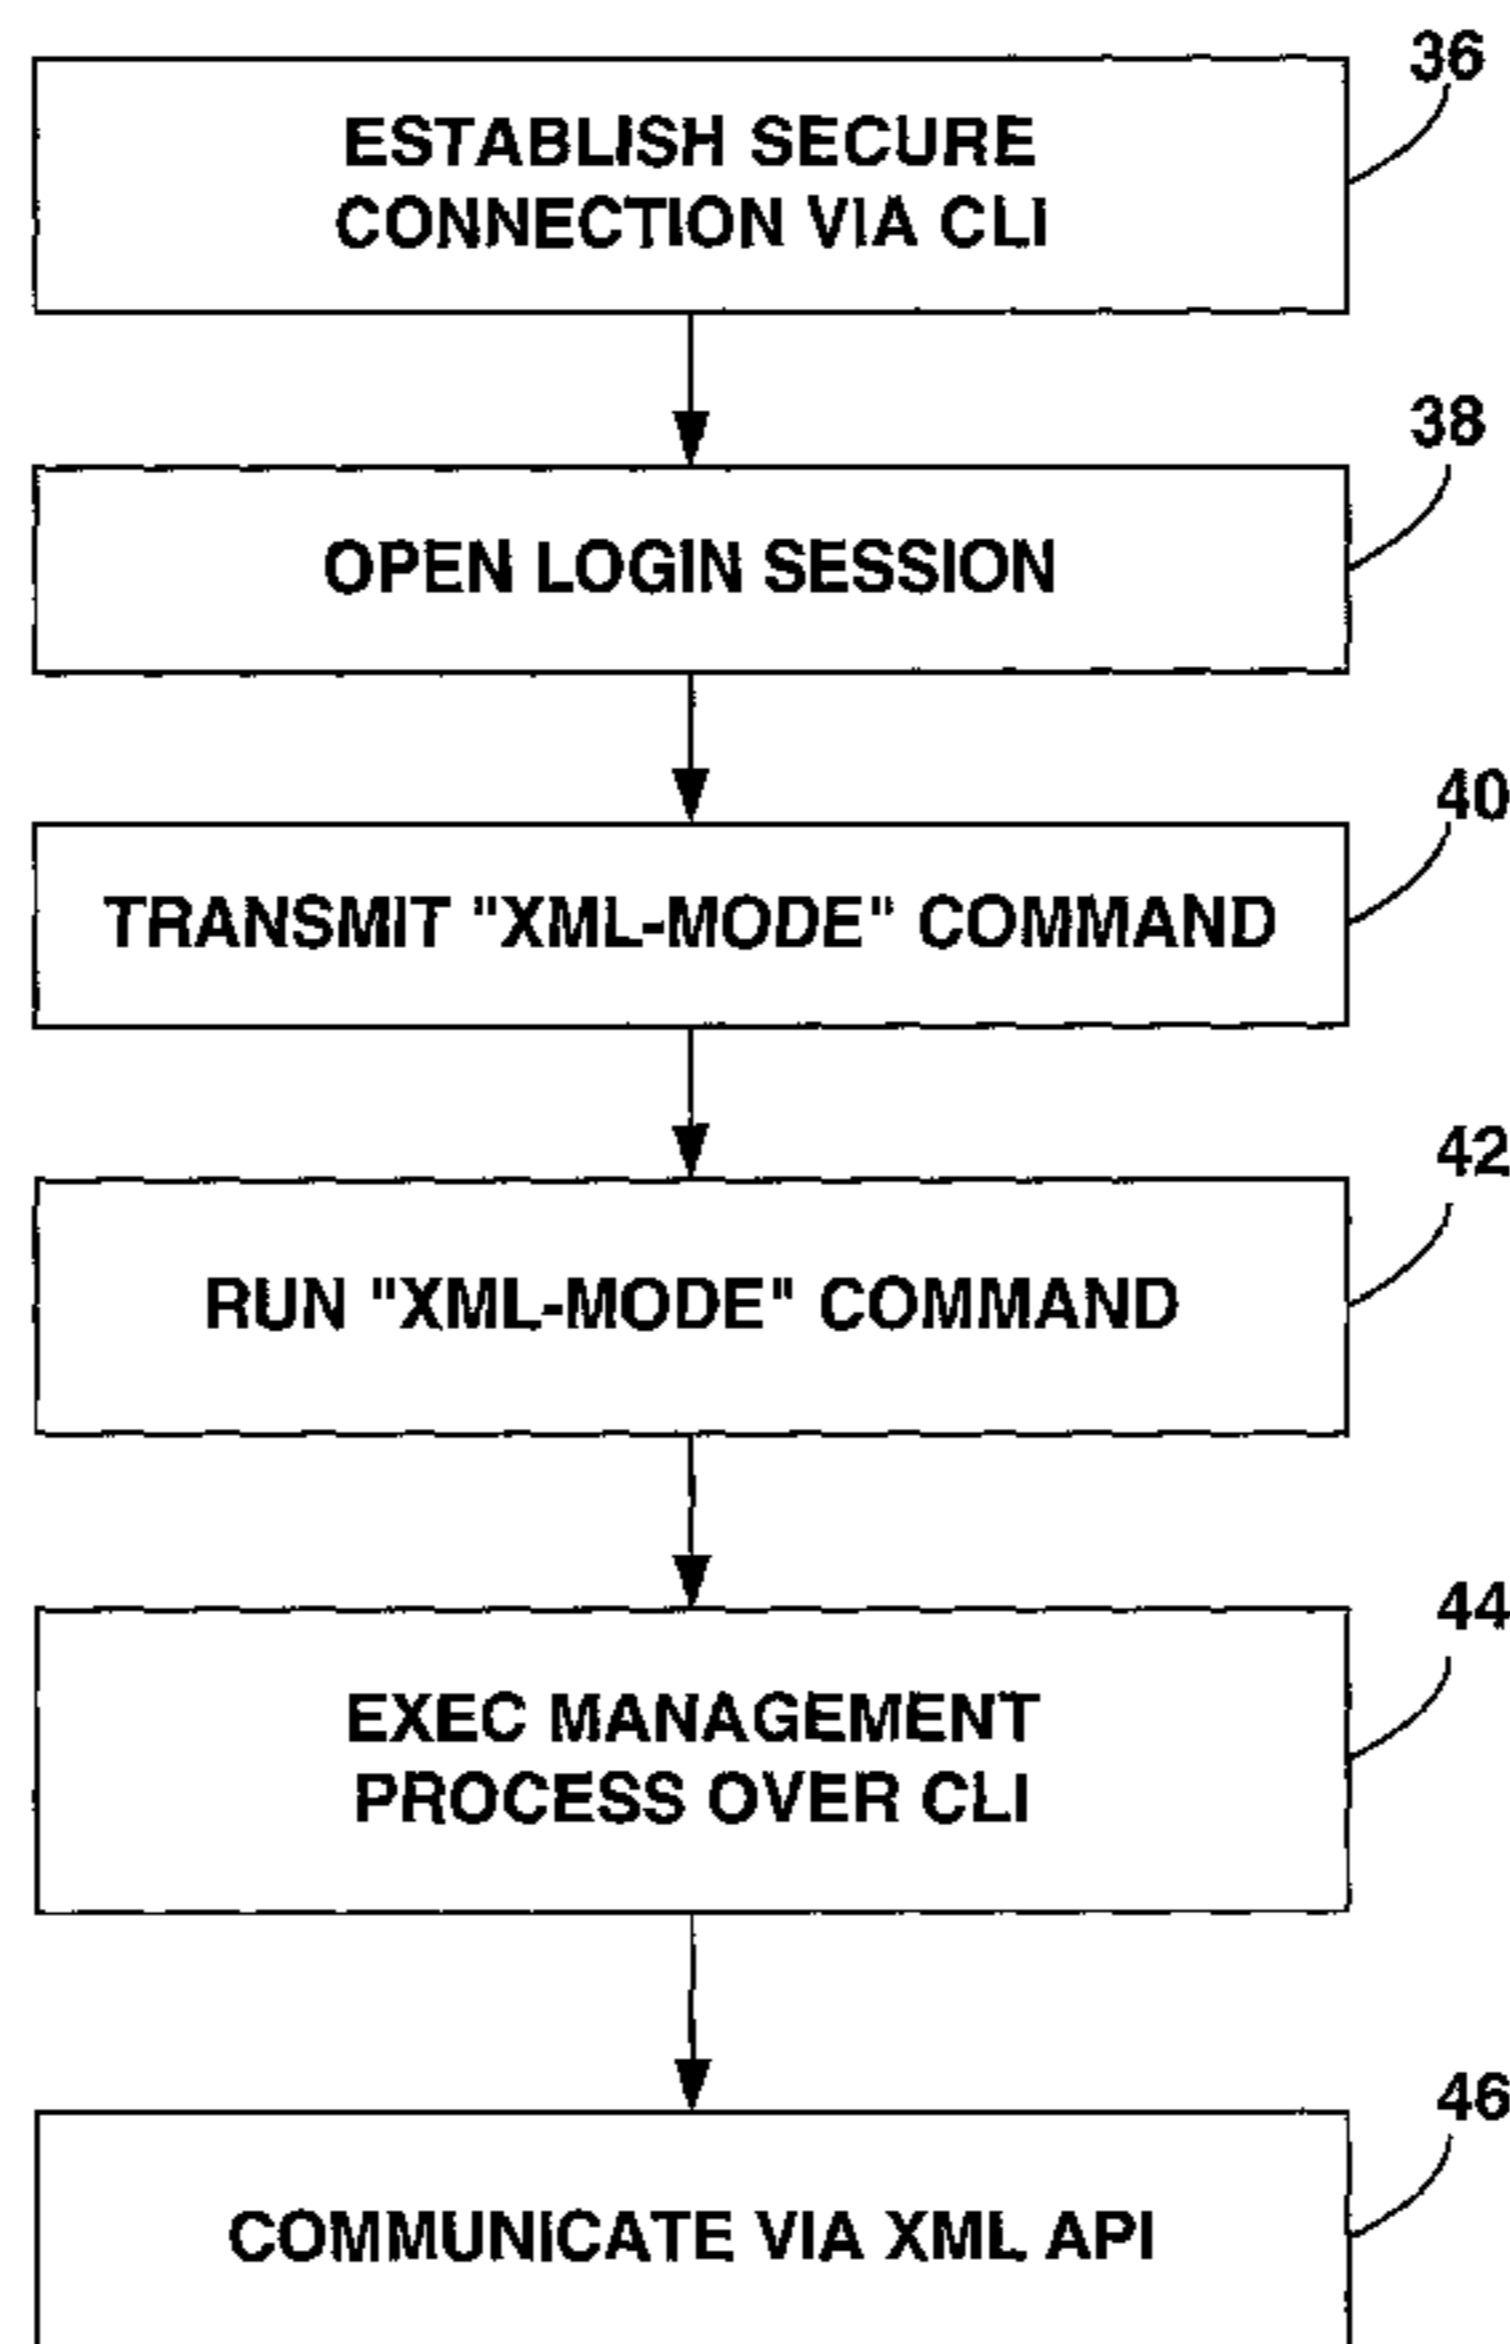 36
ESTABLISH SECURE
CONNECTION VIA CLI
38
OPEN LOGIN SESSION
40
TRANSMIT "XML-MODE" COMMAND
42
RUN "XML-MODE" COMMAND
44
EXEC MANAGEMENT
PROCESS OVER CLI
46
COMMUNICATE VIA XML API